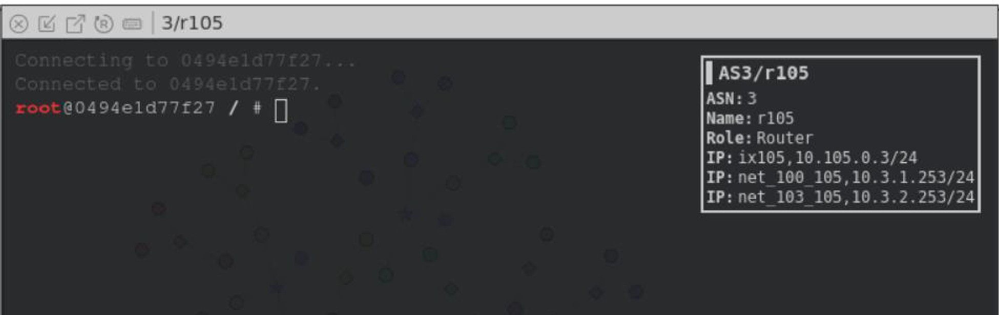 3/r105
Connecting to 0494e1d77f27...
Connected to 0494e1d77f27.
root@0494e1d77f27 / #
AS3/r105
ASN: 3
Name: r105
Role: Router
IP: ix105,10.105.0.3/24
IP: net_100_105,10.3.1.253/24
IP: net_103_105,10.3.2.253/24